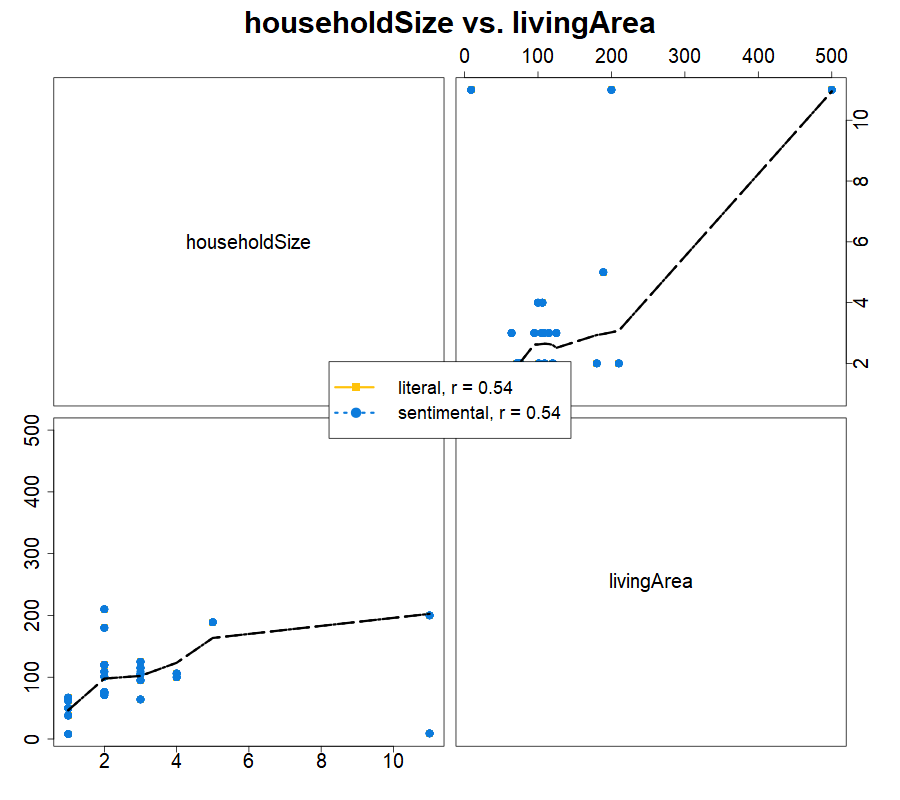 householdSize vs. livingArea
0 100 200 300 400 500
householdSize
10
8
6
4
2
literal, r = 0.54
sentimental, r = 0.54
500
400
300
200
100
0
livingArea
2 4 6 8 10